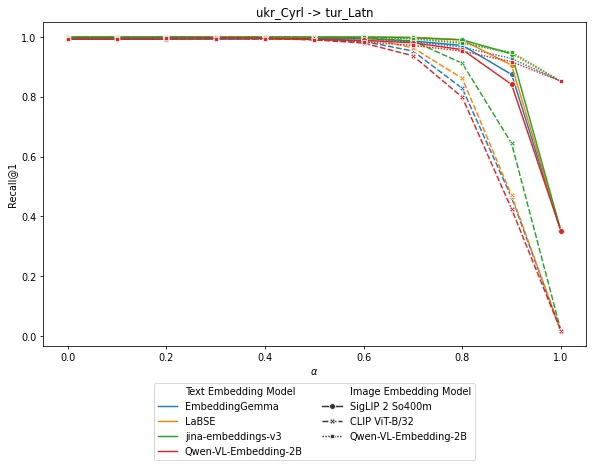 ukr_Cyrl -> tur_Latn
Recall@1
1.0
0.8
0.6
0.4
0.2
0.0
0.0 0.2 0.4 0.6 0.8 1.0
α
Text Embedding Model
EmbeddingGemma
LaBSE
jina-embeddings-v3
Qwen-VL-Embedding-2B
Image Embedding Model
SigLIP 2 So400m
CLIP ViT-B/32
Qwen-VL-Embedding-2B